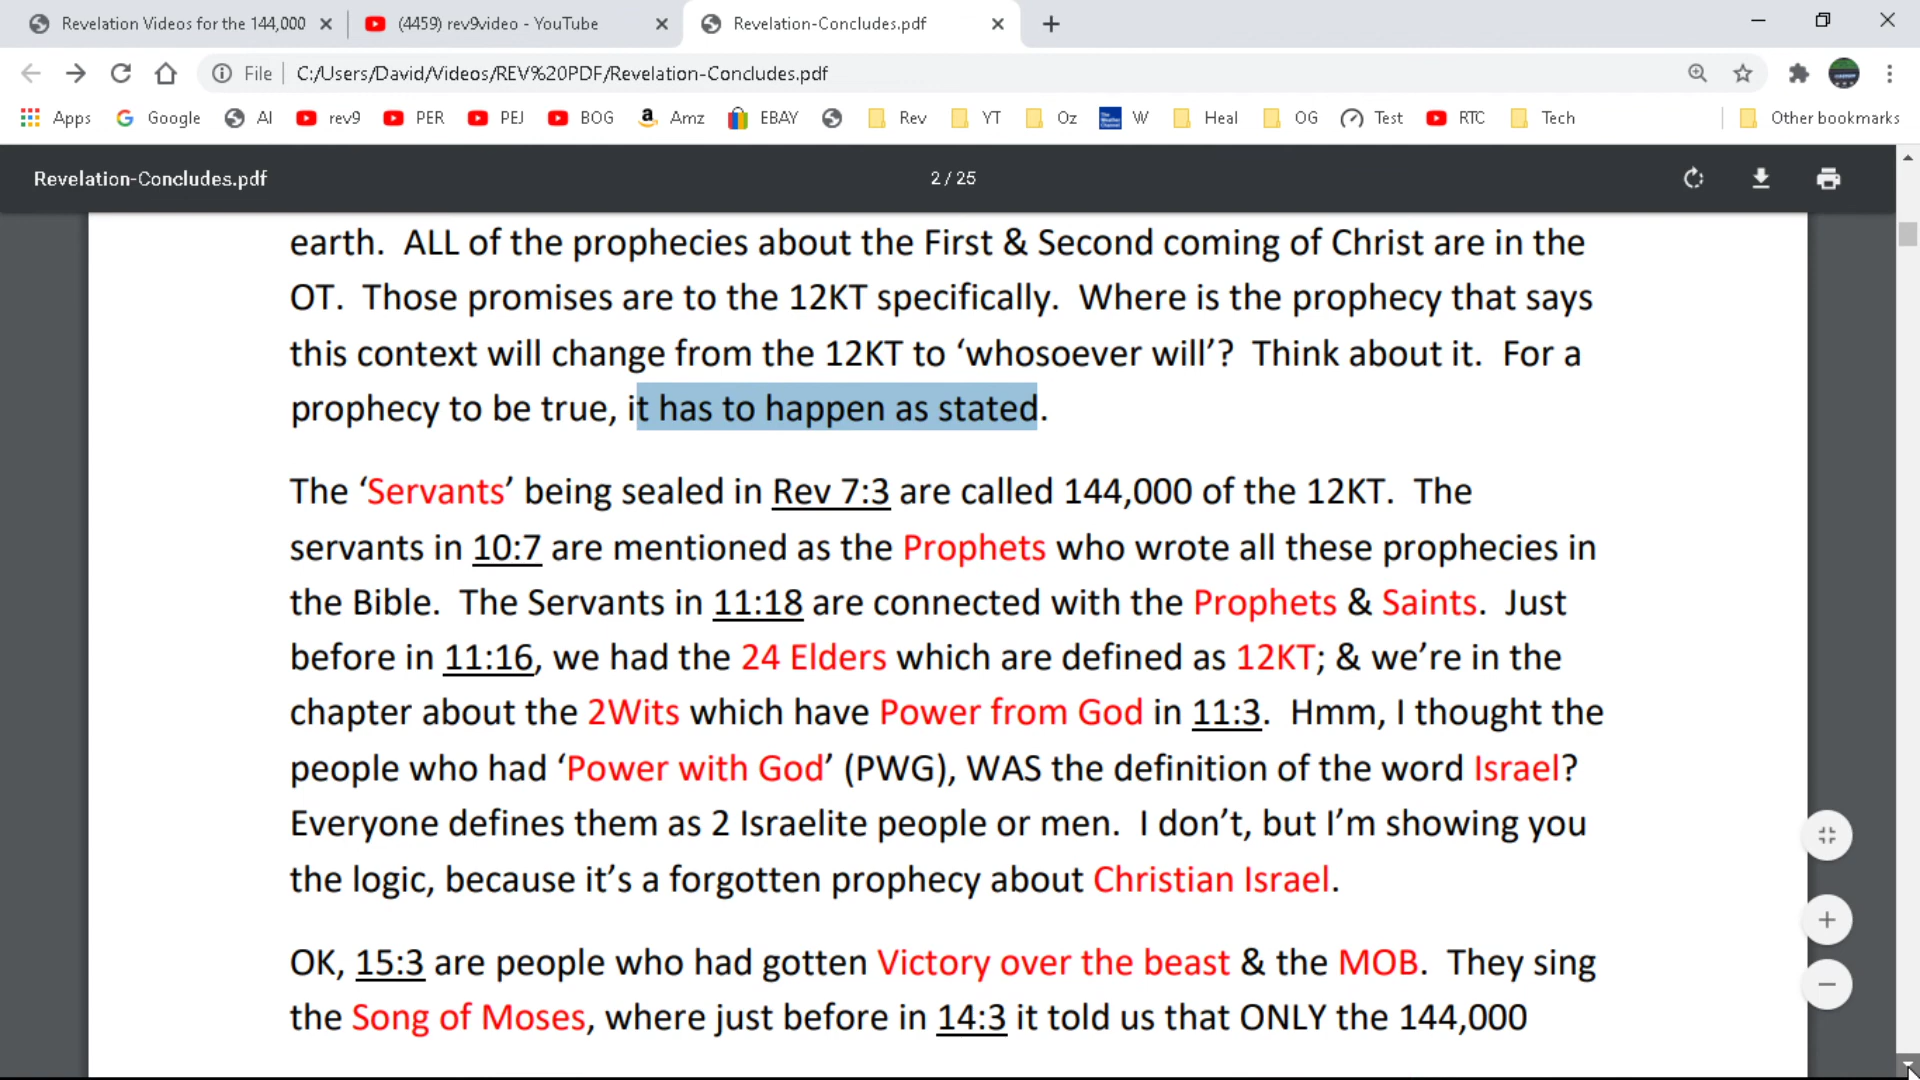 Revelation Videos for the 144,000
(4459) rev9video - YouTube
Revelation-Concludes.pdf
File
C:/Users/David/Videos/REV%20PDF/Revelation-Concludes.pdf
Apps Google AI rev9 PER PEJ BOG Amz EBAY Rev YT Oz W Heal OG Test RTC Tech Other bookmarks
Revelation-Concludes.pdf
2 / 25
earth. ALL of the prophecies about the First & Second coming of Christ are in the
OT. Those promises are to the 12KT specifically. Where is the prophecy that says
this context will change from the 12KT to ‘whosoever will’? Think about it. For a
prophecy to be true, it has to happen as stated.
The ‘Servants’ being sealed in Rev 7:3 are called 144,000 of the 12KT. The
servants in 10:7 are mentioned as the Prophets who wrote all these prophecies in
the Bible. The Servants in 11:18 are connected with the Prophets & Saints. Just
before in 11:16, we had the 24 Elders which are defined as 12KT; & we’re in the
chapter about the 2Wits which have Power from God in 11:3. Hmm, I thought the
people who had ‘Power with God’ (PWG), WAS the definition of the word Israel?
Everyone defines them as 2 Israelite people or men. I don’t, but I’m showing you
the logic, because it’s a forgotten prophecy about Christian Israel.
OK, 15:3 are people who had gotten Victory over the beast & the MOB. They sing
the Song of Moses, where just before in 14:3 it told us that ONLY the 144,000